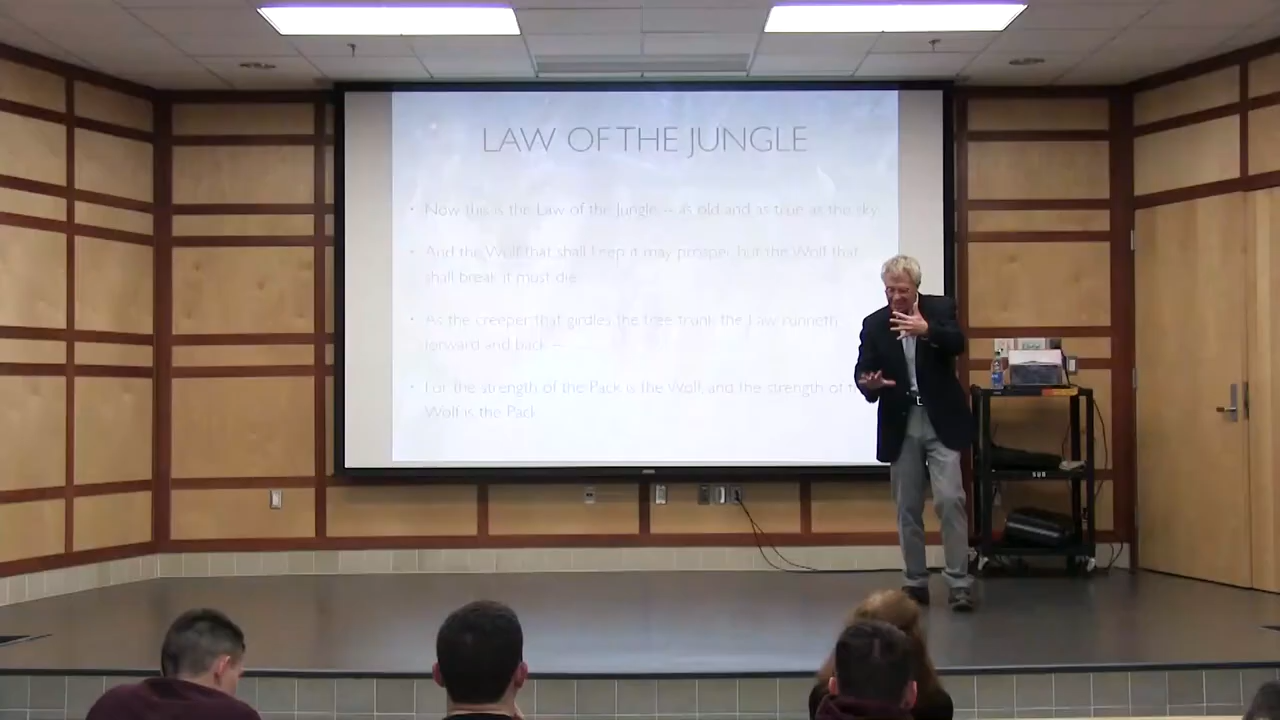 LAW OF THE JUNGLE
• Now this is the Law of the Jungle -- as old and as true as the sky
• And the Wolf that shall keep it may prosper, but the Wolf that
shall break it must die.
• As the creeper that girdles the tree trunk the Law runneth
forward and back --
• For the strength of the Pack is the Wolf, and the strength of
Wolf is the Pack
SUB